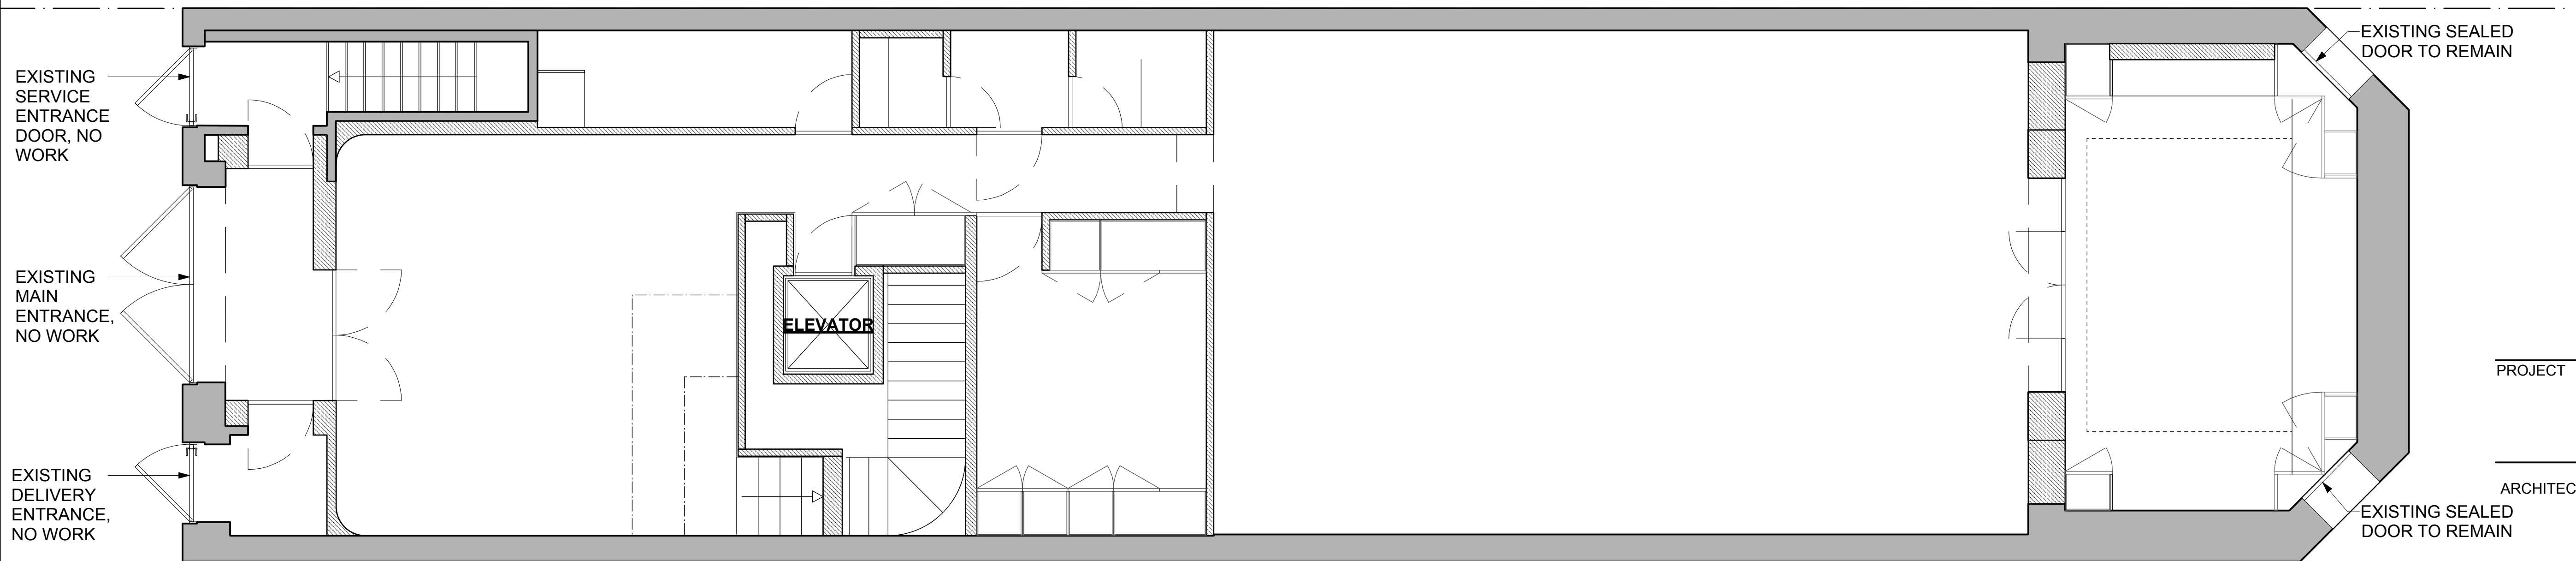 EXISTING
SERVICE
ENTRANCE
DOOR, NO
WORK
EXISTING
MAIN
ENTRANCE,
NO WORK
EXISTING
DELIVERY
ENTRANCE,
NO WORK
ELEVATOR
EXISTING SEALED
DOOR TO REMAIN
EXISTING SEALED
DOOR TO REMAIN
PROJECT
ARCHITEC